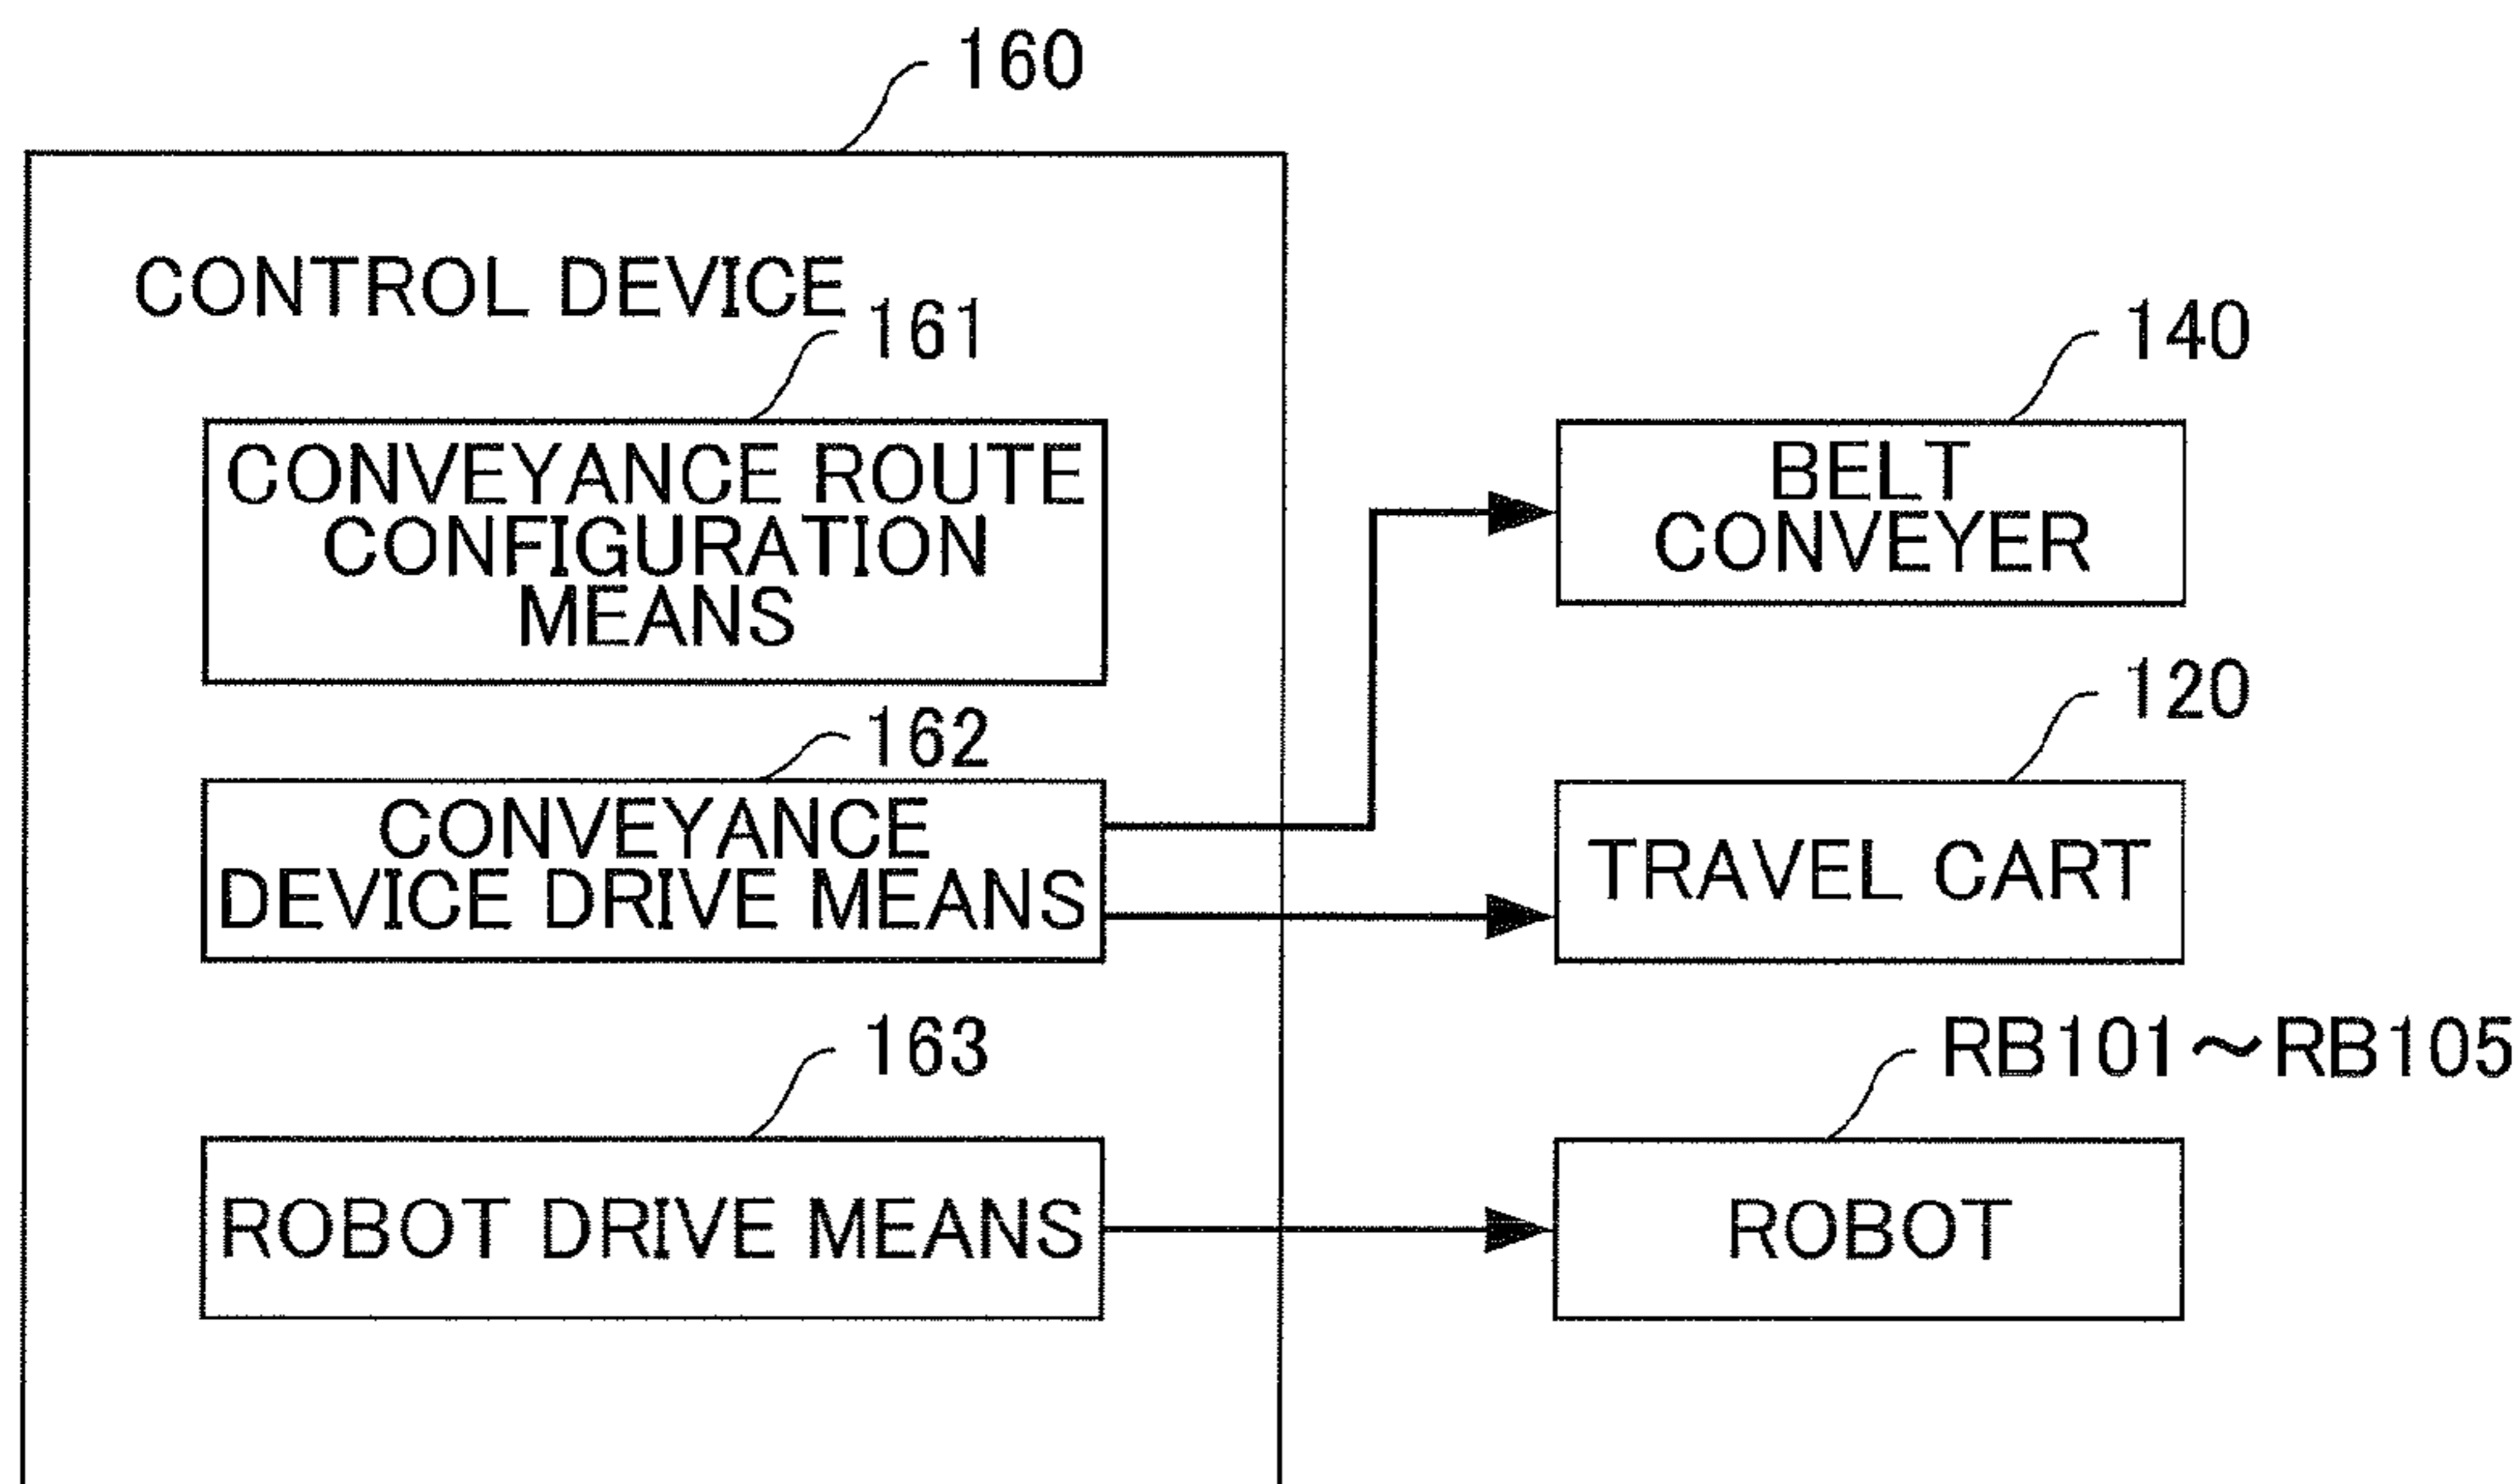 160
CONTROL DEVICE
161
CONVEYANCE ROUTE
CONFIGURATION
MEANS
162
CONVEYANCE
DEVICE DRIVE MEANS
163
ROBOT DRIVE MEANS
140
BELT
CONVEYER
120
TRAVEL CART
RB101～RB105
ROBOT